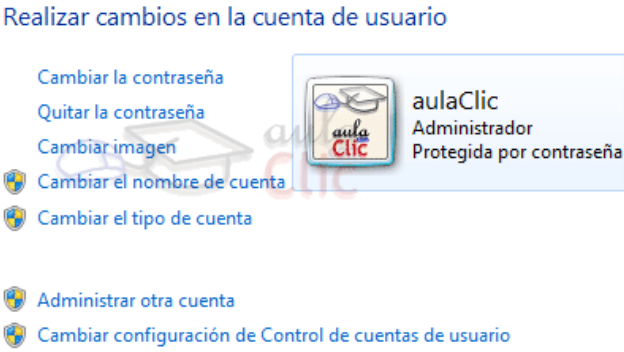 Realizar cambios en la cuenta de usuario
Cambiar la contraseña
Quitar la contraseña
Cambiar imagen
Cambiar el nombre de cuenta
Cambiar el tipo de cuenta
aula
Clic
aulaClic
Administrador
Protegida por contraseña
aula
Clic
Administrar otra cuenta
Cambiar configuración de Control de cuentas de usuario